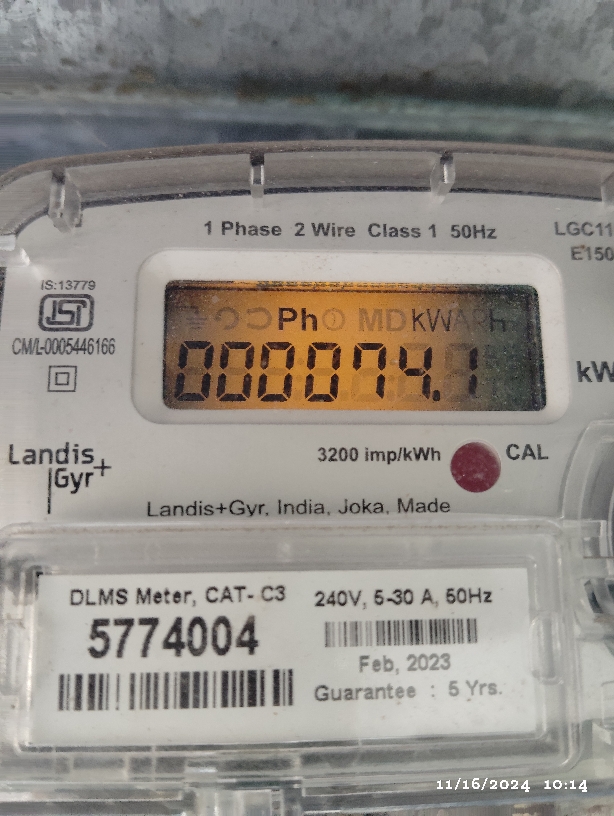 1 Phase 2 Wire Class 1 50Hz
LGC11
E150
IS:13779
ISI
CM/L-0005446166
Ph MD kWARh
000074.1
kW
Landis
Gyr+
3200 imp/kWh CAL
Landis+Gyr, India, Joka, Made
DLMS Meter, CAT- C3
5774004
240V, 5-30 A, 50Hz
Feb, 2023
Guarantee : 5 Yrs.
11/16/2024 10:14